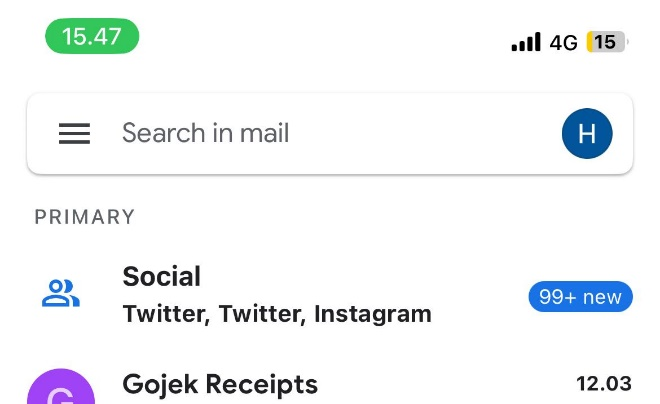 15.47
4G 15
Search in mail H
PRIMARY
Social
99+ new
Twitter, Twitter, Instagram
G Gojek Receipts 12.03